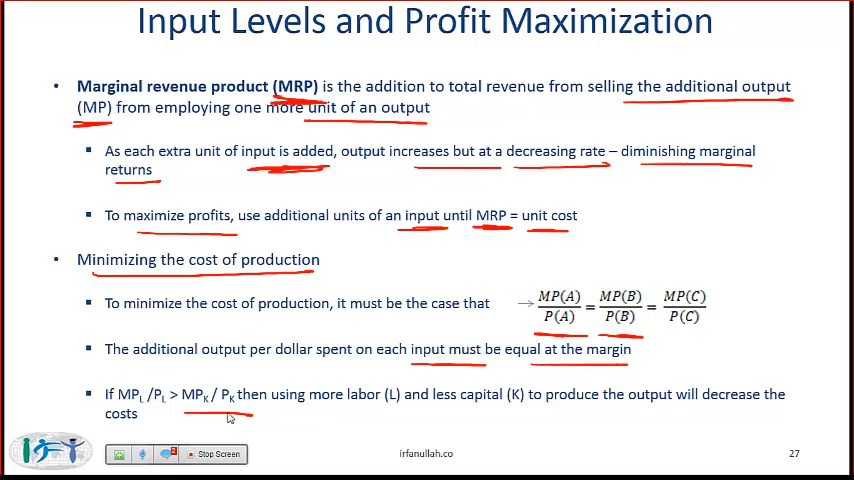 Input Levels and Profit Maximization
• Marginal revenue product (MRP) is the addition to total revenue from selling the additional output
(MP) from employing one more unit of an output
▪ As each extra unit of input is added, output increases but at a decreasing rate – diminishing marginal
returns
▪ To maximize profits, use additional units of an input until MRP = unit cost
• Minimizing the cost of production
▪ To minimize the cost of production, it must be the case that → MP(A)/P(A) = MP(B)/P(B) = MP(C)/P(C)
▪ The additional output per dollar spent on each input must be equal at the margin
▪ If MPL /PL > MPK / PK then using more labor (L) and less capital (K) to produce the output will decrease the
costs
2
Stop Screen
irfanullah.co
27